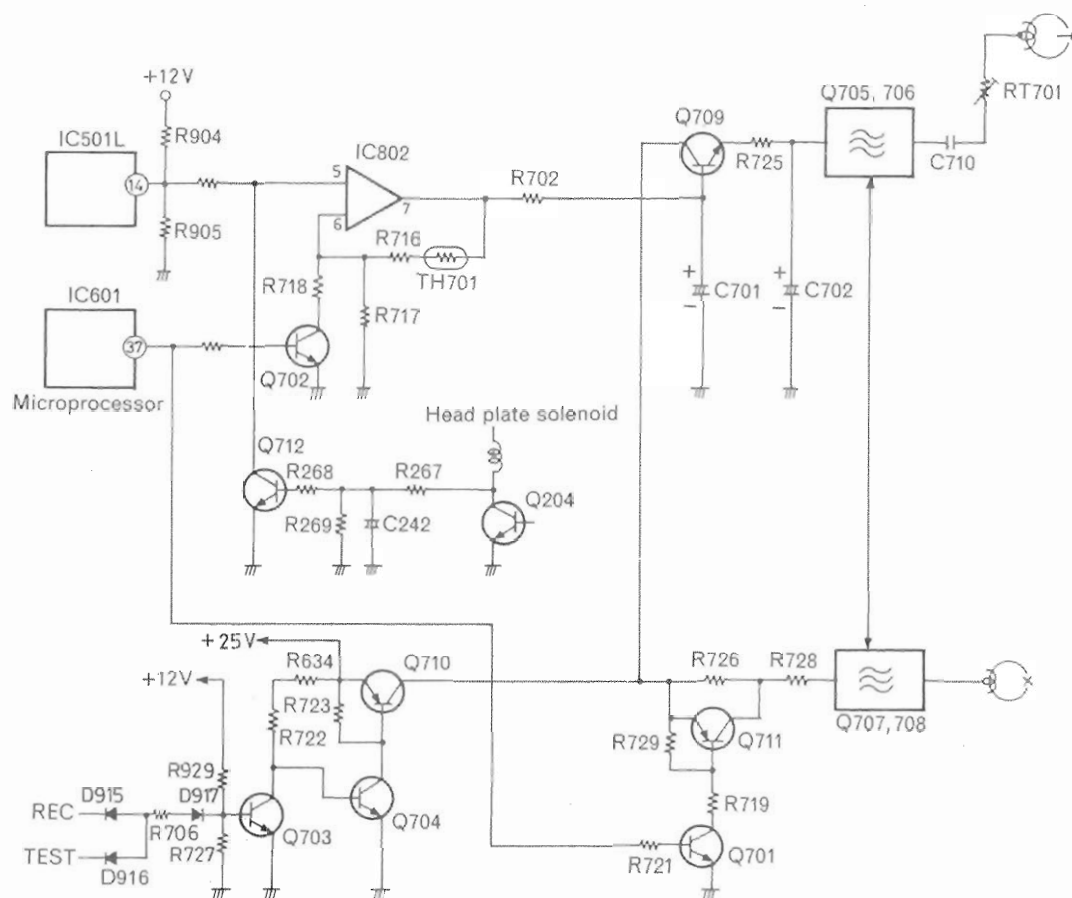 +12V
IC501L
R904
14
R905
IC802
5
6
7
R702
Q709
R725
Q705, 706
C710
RT701
R716
TH701
R718
R717
C701
C702
+
−
+
−
IC601
37
Q702
Microprocessor
Head plate solenoid
Q712
R268
R267
R269
C242
Q204
+25V
+12V
R634
Q710
R723
R722
R726
R728
R729
Q711
Q707, 708
R929
D915
D917
REC
R706
Q703
Q704
TEST
R727
D916
R719
R721
Q701